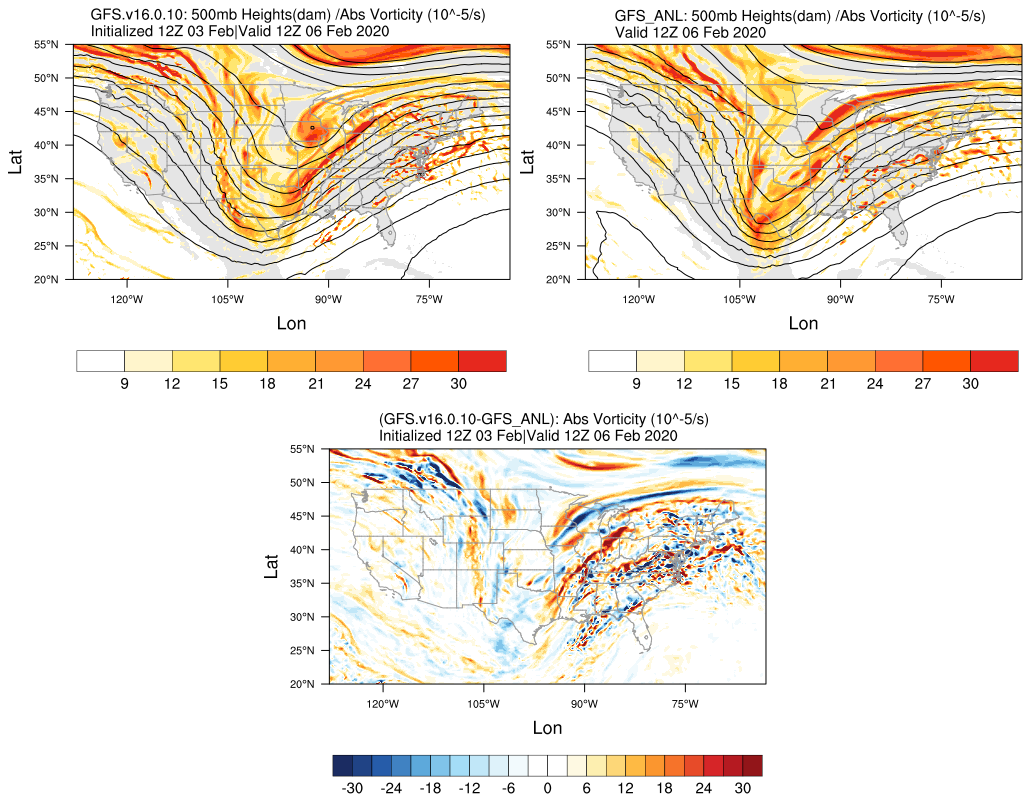 GFS.v16.0.10: 500mb Heights(dam) /Abs Vorticity (10^-5/s)
Initialized 12Z 03 Feb|Valid 12Z 06 Feb 2020
55°N
50°N
45°N
40°N
35°N
30°N
25°N
20°N
Lat
120°W 105°W 90°W 75°W
Lon
9 12 15 18 21 24 27 30
GFS_ANL: 500mb Heights(dam) /Abs Vorticity (10^-5/s)
Valid 12Z 06 Feb 2020
55°N
50°N
45°N
40°N
35°N
30°N
25°N
20°N
Lat
120°W 105°W 90°W 75°W
Lon
9 12 15 18 21 24 27 30
(GFS.v16.0.10-GFS_ANL): Abs Vorticity (10^-5/s)
Initialized 12Z 03 Feb|Valid 12Z 06 Feb 2020
55°N
50°N
45°N
40°N
35°N
30°N
25°N
20°N
Lat
120°W 105°W 90°W 75°W
Lon
-30 -24 -18 -12 -6 0 6 12 18 24 30